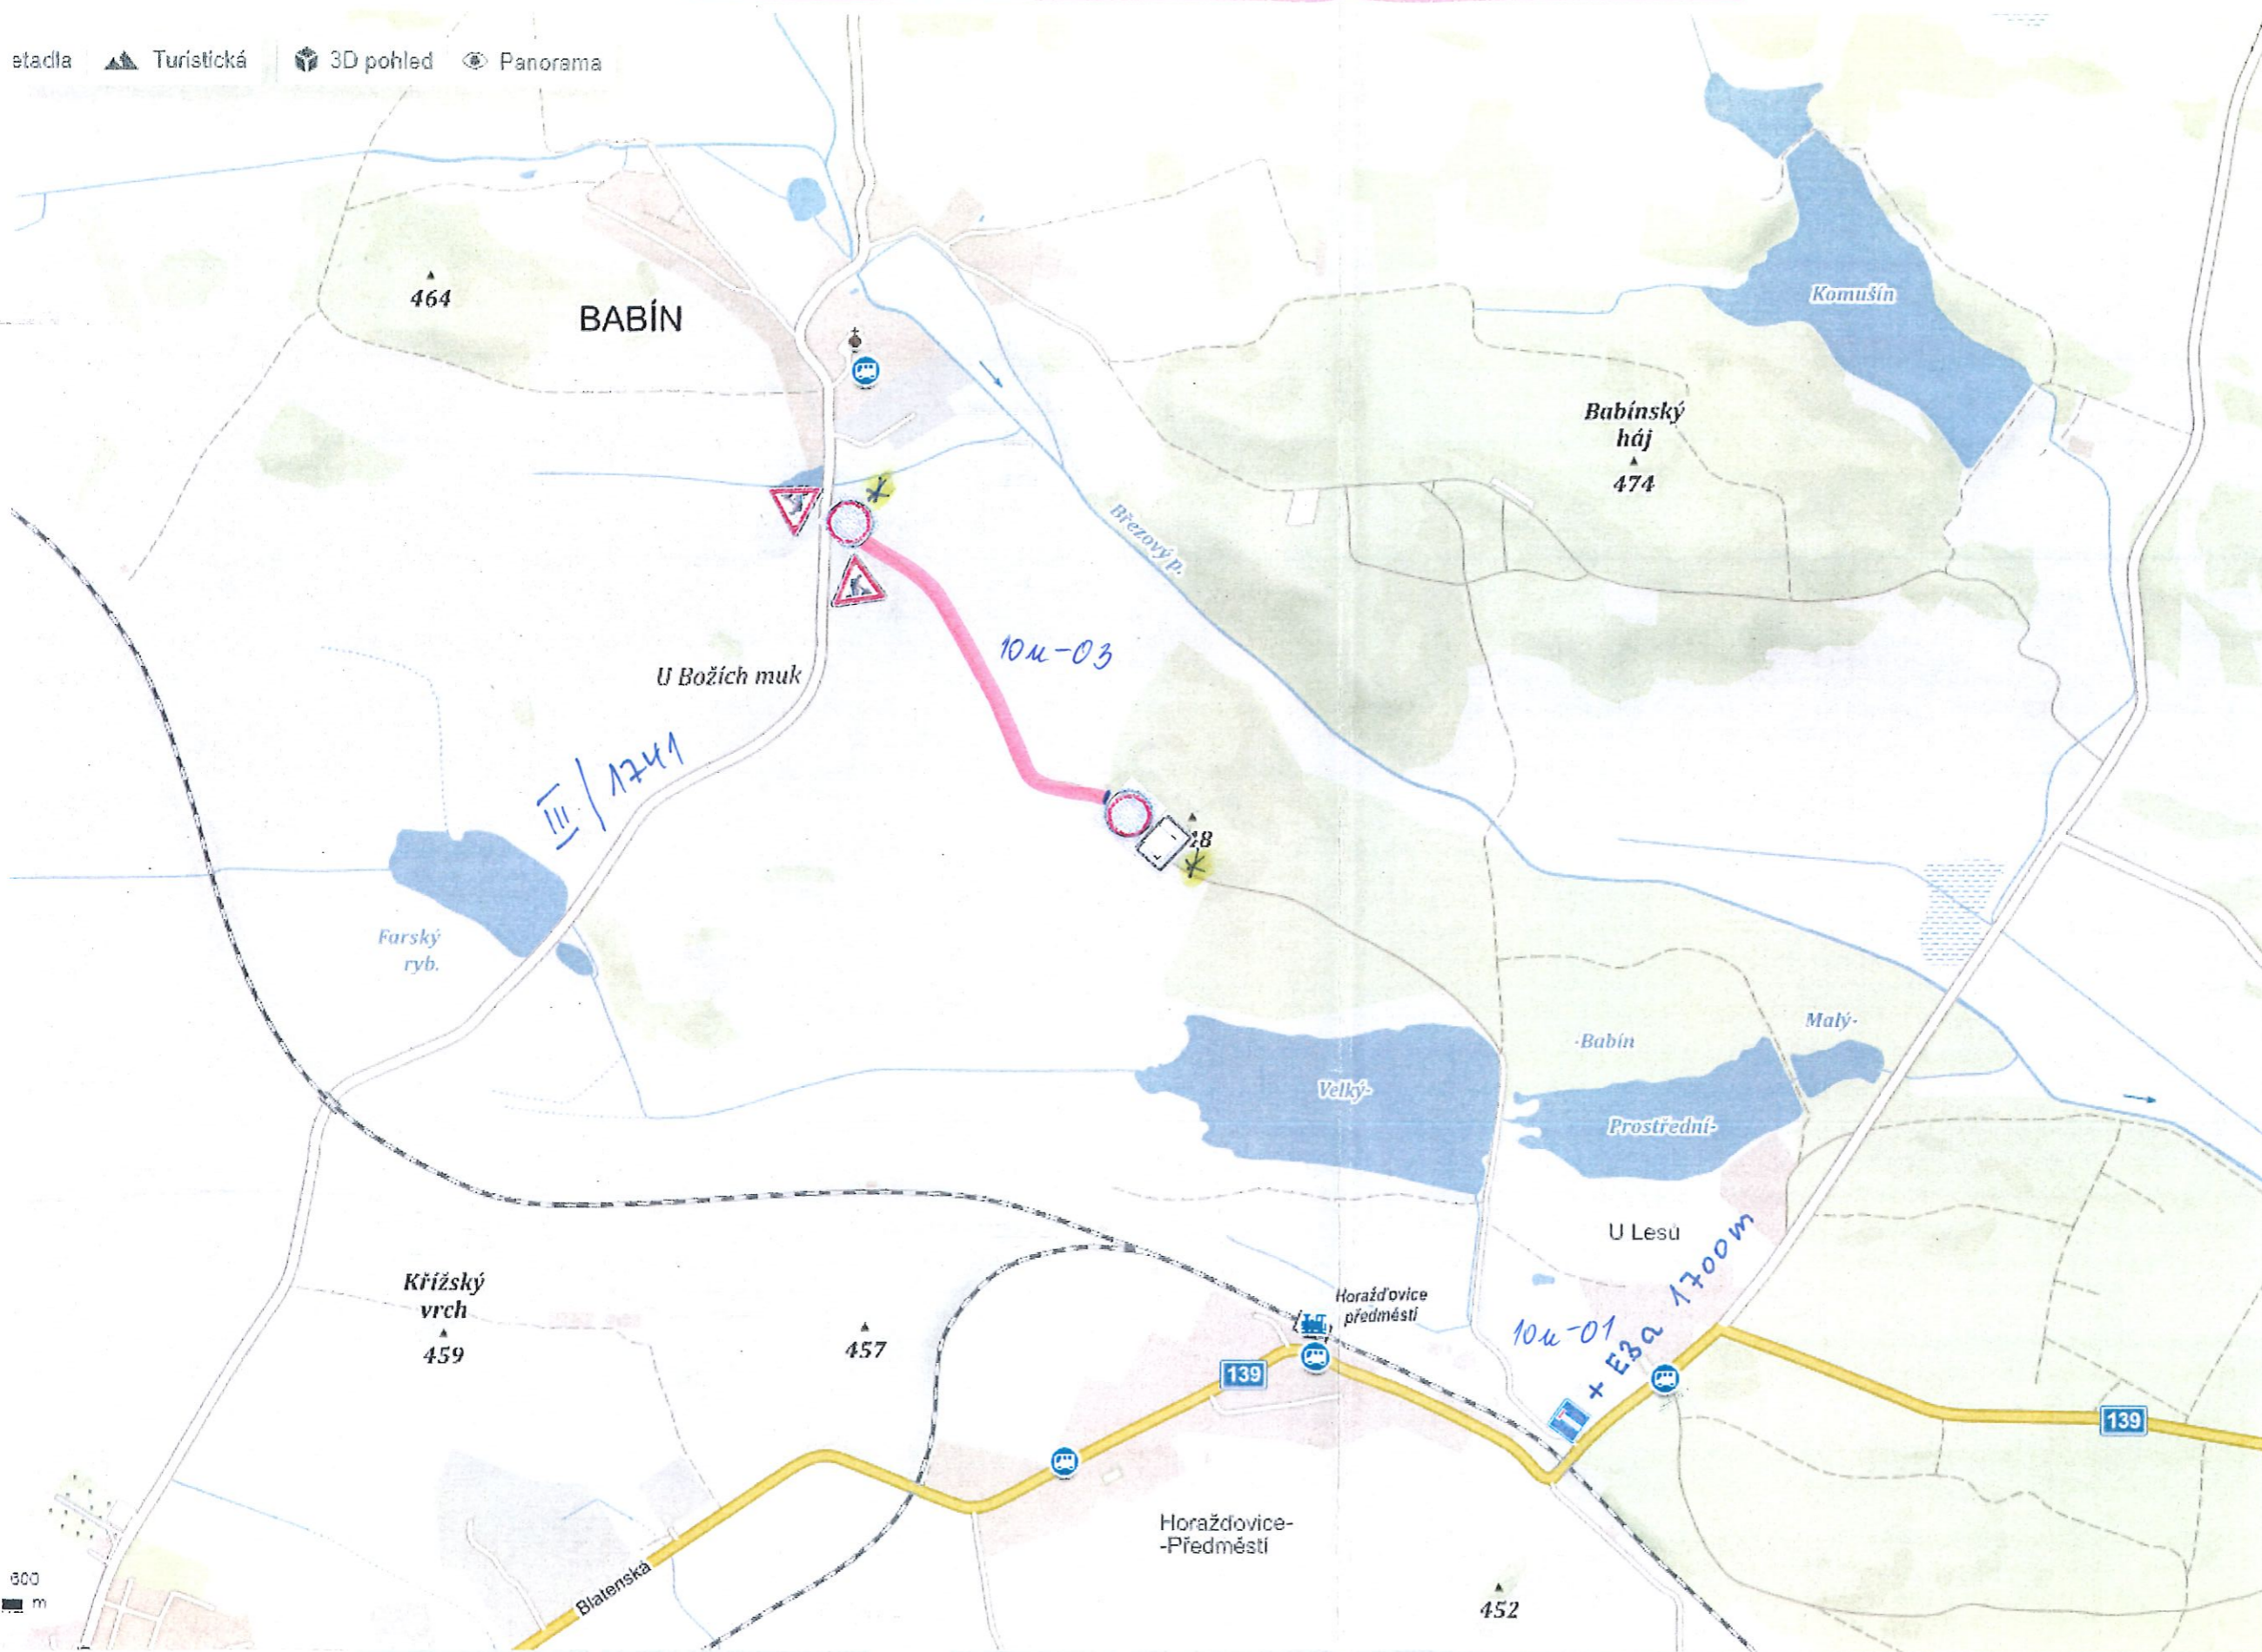 etadla Turistická 3D pohled Panorama
464
BABÍN
Komušín
Babínský
háj
474
Březový p.
10u-03
U Božích muk
III/1741
Farský
ryb.
Malý-
-Babín
Velký-
Prostřední-
U Lesů
Křížský
vrch
459
457
Horažďovice
předměstí
10u-01
+ E3a 1700m
139
139
Horažďovice-
-Předměstí
Blatenská
600
m
452